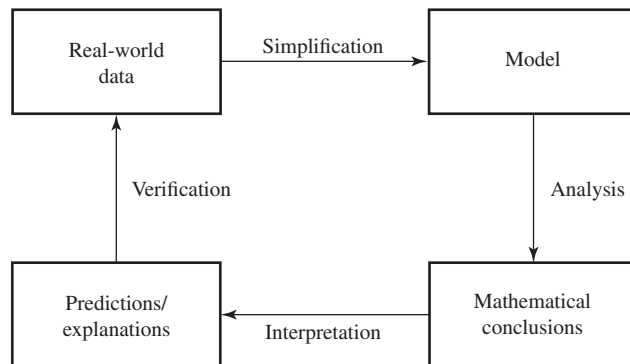 Real-world
data
Simplification
Model
Verification
Analysis
Predictions/
explanations
Interpretation
Mathematical
conclusions